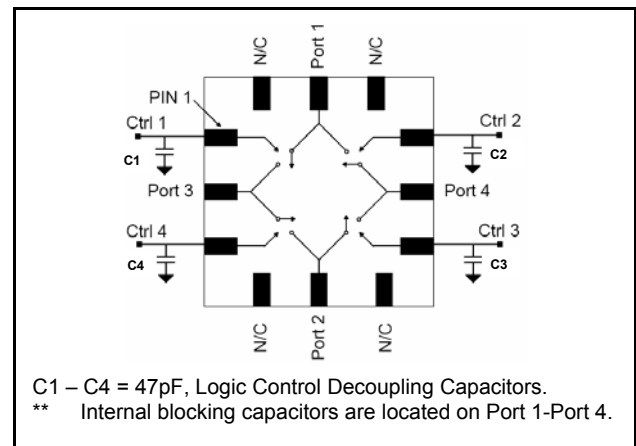 N/C
Port 1
N/C
PIN 1
Ctrl 1
Ctrl 2
C1
C2
Port 3
Port 4
Ctrl 4
Ctrl 3
C4
C3
N/C
Port 2
N/C
C1 – C4 = 47pF, Logic Control Decoupling Capacitors.
** Internal blocking capacitors are located on Port 1-Port 4.